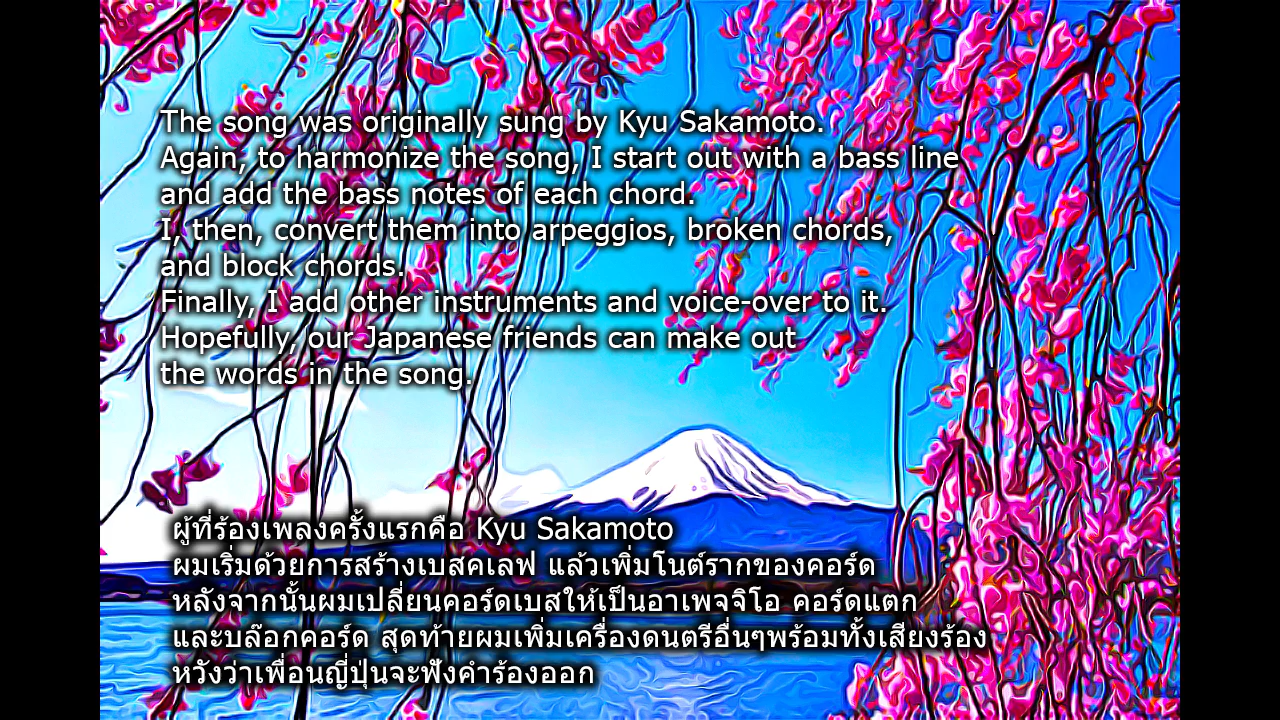 The song was originally sung by Kyu Sakamoto.
Again, to harmonize the song, I start out with a bass line
and add the bass notes of each chord.
I, then, convert them into arpeggios, broken chords,
and block chords.
Finally, I add other instruments and voice-over to it.
Hopefully, our Japanese friends can make out
the words in the song.
ผู้ที่ร้องเพลงครั้งแรกคือ Kyu Sakamoto
ผมเริ่มด้วยการสร้างเบสคเลฟ แล้วเพิ่มโนต์รากของคอร์ด
หลังจากนั้นผมเปลี่ยนคอร์ดเบสให้เป็นอาเพจจิโอ คอร์ดแตก
และบล๊อกคอร์ด สุดท้ายผมเพิ่มเครื่องดนตรีอื่นๆพร้อมทั้งเสียงร้อง
หวังว่าเพื่อนญี่ปุ่นจะฟังคำร้องออก